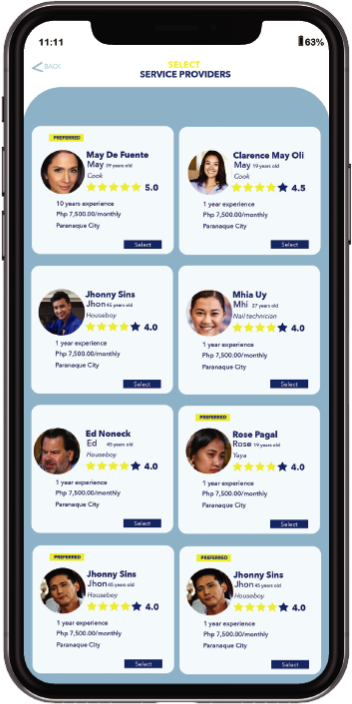 11:11
63%
BACK
SELECT
SERVICE PROVIDERS
PREFERRED
May De Fuente
May 39 years old
Cook
5.0
10 years experience
Php 7,500.00/monthly
Paranaque City
Select
Clarence May Oli
May 19 years old
Cook
4.5
1 year experience
Php 7,500.00/monthly
Paranaque City
Select
Jhonny Sins
Jhon 45 years old
Houseboy
4.0
1 year experience
Php 7,500.00/monthly
Paranaque City
Select
Mhia Uy
Mhi 27 years old
Nail technician
4.0
1 year experience
Php 7,500.00/monthly
Paranaque City
Select
Ed Noneck
Ed 40 years old
Houseboy
4.0
1 year experience
Php 7,500.00/monthly
Paranaque City
Select
PREFERRED
Rose Pagal
Rose 19 years old
Yaya
4.0
1 year experience
Php 7,500.00/monthly
Paranaque City
Select
PREFERRED
Jhonny Sins
Jhon 45 years old
Houseboy
4.0
1 year experience
Php 7,500.00/monthly
Paranaque City
Select
PREFERRED
Jhonny Sins
Jhon 45 years old
Houseboy
4.0
1 year experience
Php 7,500.00/monthly
Paranaque City
Select